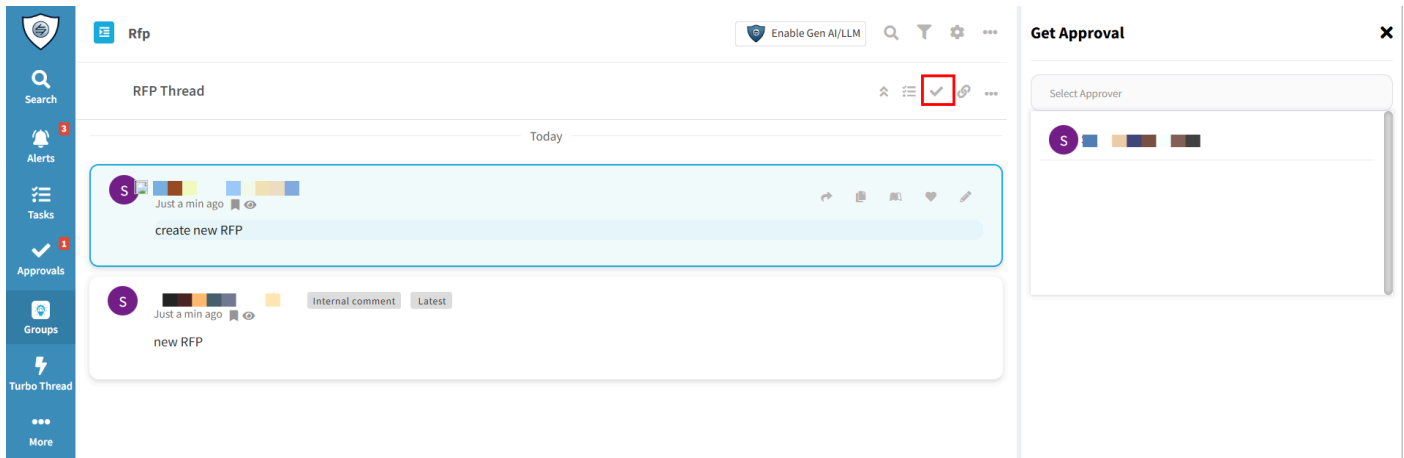 Search
3
Alerts
Tasks
1
Approvals
Groups
Turbo Thread
More
Rfp
Enable Gen AI/LLM
RFP Thread
Today
S
Just a min ago
create new RFP
S
Internal comment
Latest
Just a min ago
new RFP
Get Approval
Select Approver
S